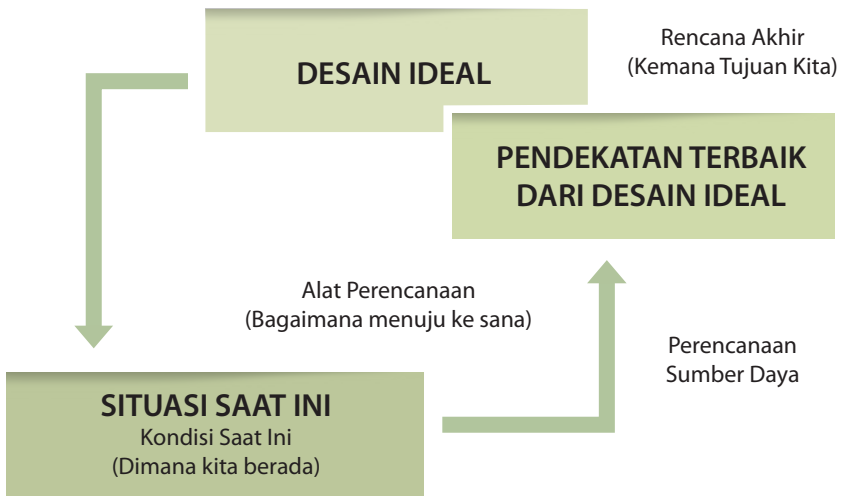 DESAIN IDEAL
Rencana Akhir
(Kemana Tujuan Kita)
PENDEKATAN TERBAIK
DARI DESAIN IDEAL
Alat Perencanaan
(Bagaimana menuju ke sana)
Perencanaan
Sumber Daya
SITUASI SAAT INI
Kondisi Saat Ini
(Dimana kita berada)